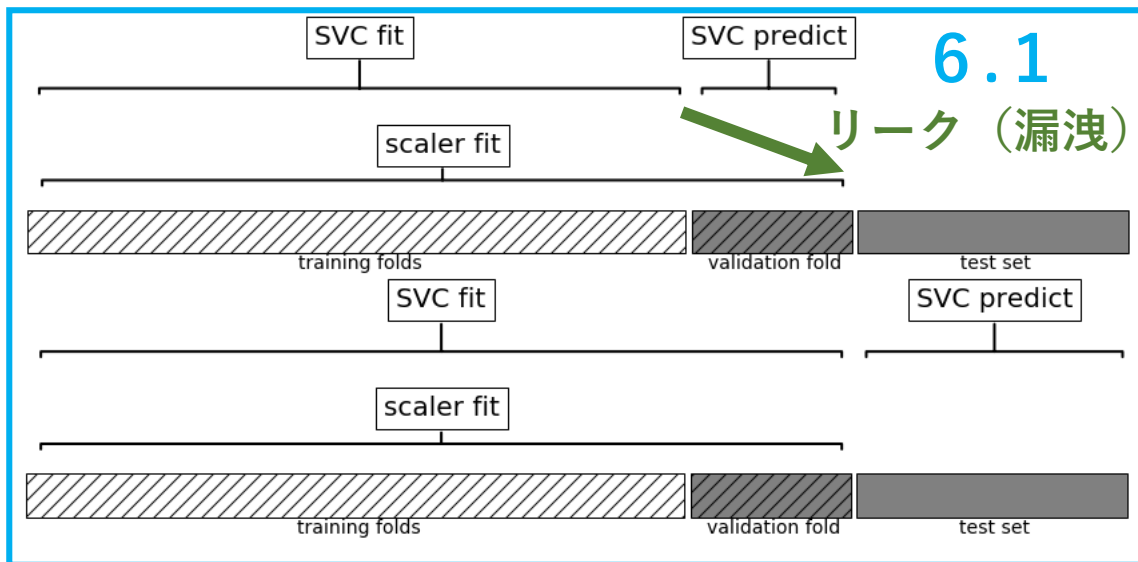 SVC fit
SVC predict
6.1
リーク（漏洩）
scaler fit
training folds
validation fold
test set
SVC fit
SVC predict
scaler fit
training folds
validation fold
test set